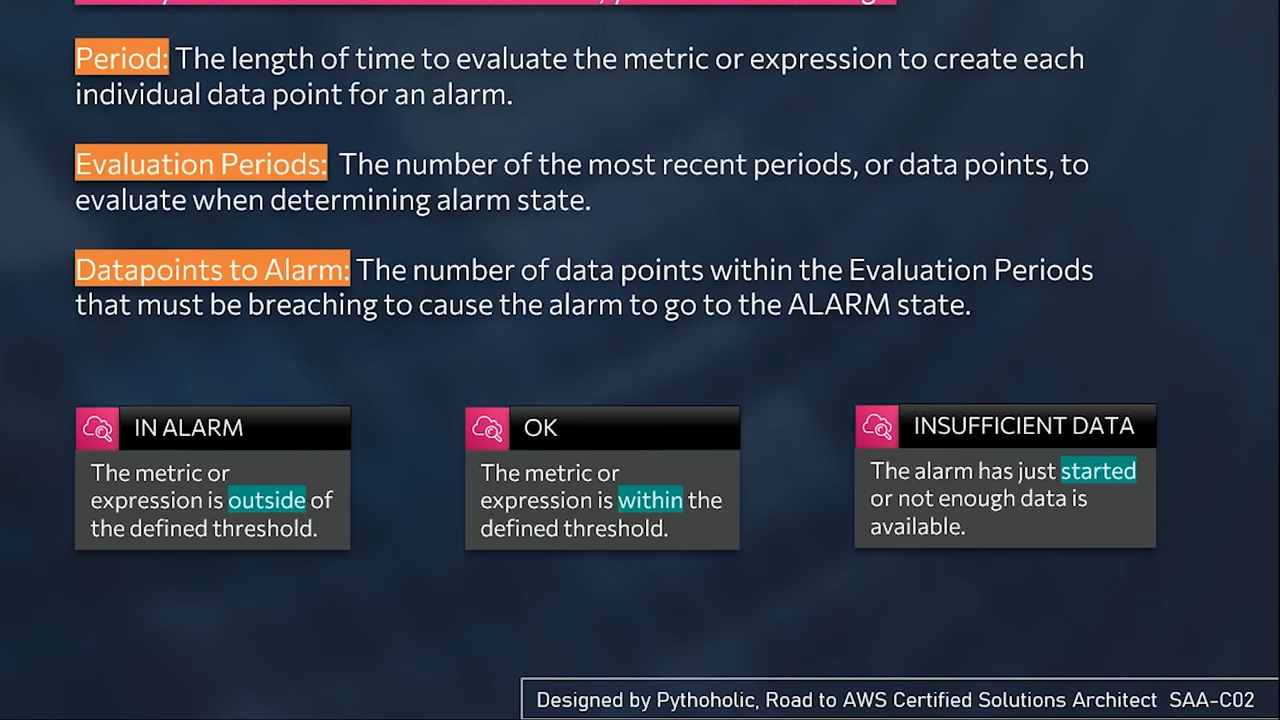 Period: The length of time to evaluate the metric or expression to create each
individual data point for an alarm.
Evaluation Periods: The number of the most recent periods, or data points, to
evaluate when determining alarm state.
Datapoints to Alarm: The number of data points within the Evaluation Periods
that must be breaching to cause the alarm to go to the ALARM state.
IN ALARM
The metric or
expression is outside of
the defined threshold.
OK
The metric or
expression is within the
defined threshold.
INSUFFICIENT DATA
The alarm has just started
or not enough data is
available.
Designed by Pythoholic, Road to AWS Certified Solutions Architect SAA-C02